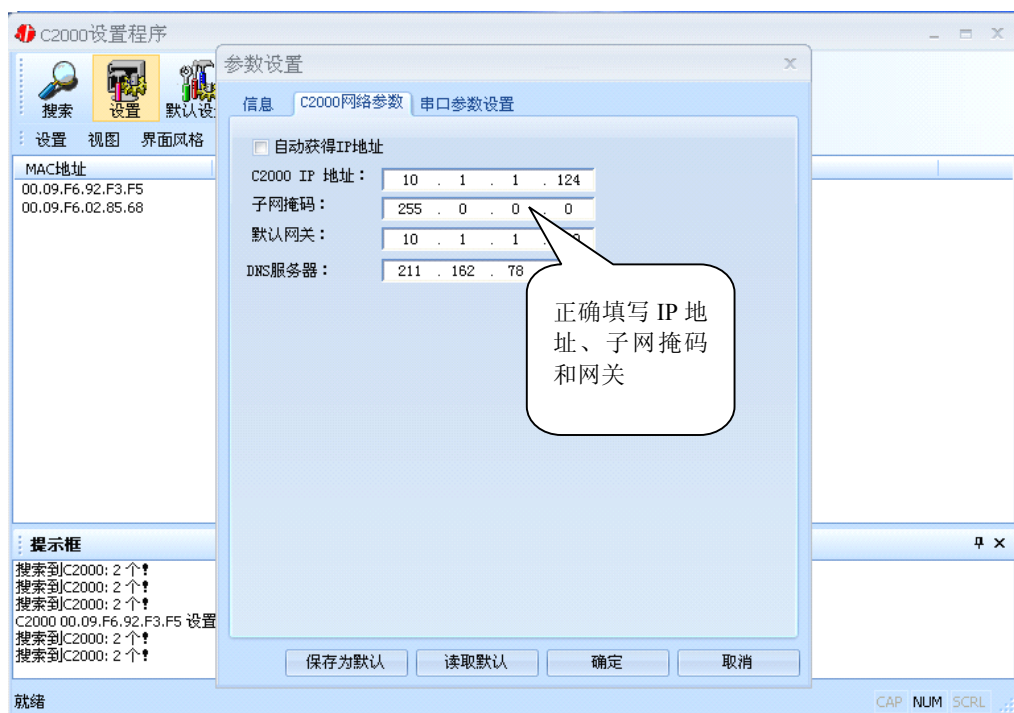 C2000设置程序
搜索
设置
默认设
设置 视图 界面风格
MAC地址
00.09.F6.92.F3.F5
00.09.F6.02.85.68
参数设置
信息 C2000网络参数 串口参数设置
自动获得IP地址
C2000 IP 地址: 10 . 1 . 1 . 124
子网掩码: 255 . 0 . 0 . 0
默认网关: 10 . 1 . 1 .
DNS服务器: 211 . 162 . 78
正确填写 IP 地
址、子网掩码
和网关
提示框
搜索到C2000: 2 个!
搜索到C2000: 2 个!
搜索到C2000: 2 个!
C2000 00.09.F6.92.F3.F5 设置
搜索到C2000: 2 个!
搜索到C2000: 2 个!
保存为默认 读取默认 确定 取消
就绪
CAP NUM SCRL